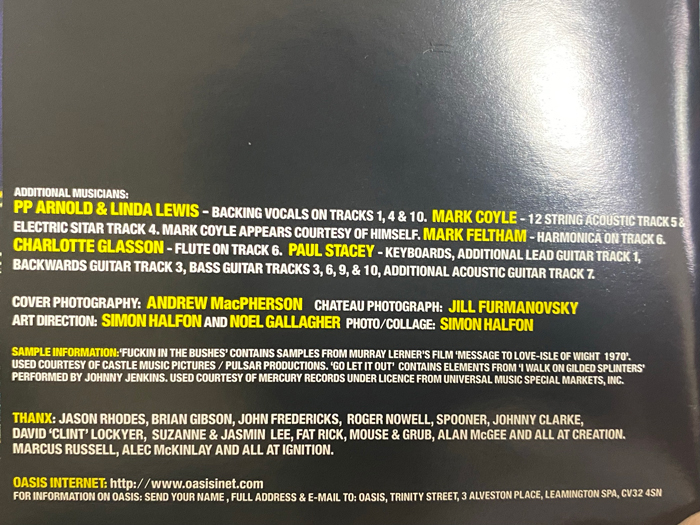 ADDITIONAL MUSICIANS:
PP ARNOLD & LINDA LEWIS – BACKING VOCALS ON TRACKS 1, 4 & 10. MARK COYLE – 12 STRING ACOUSTIC TRACK 5 &
ELECTRIC SITAR TRACK 4. MARK COYLE APPEARS COURTESY OF HIMSELF. MARK FELTHAM – HARMONICA ON TRACK 6.
CHARLOTTE GLASSON – FLUTE ON TRACK 6. PAUL STACEY – KEYBOARDS, ADDITIONAL LEAD GUITAR TRACK 1,
BACKWARDS GUITAR TRACK 3, BASS GUITAR TRACKS 3, 6, 9, & 10, ADDITIONAL ACOUSTIC GUITAR TRACK 7.
COVER PHOTOGRAPHY: ANDREW MacPHERSON CHATEAU PHOTOGRAPH: JILL FURMANOVSKY
ART DIRECTION: SIMON HALFON AND NOEL GALLAGHER PHOTO/COLLAGE: SIMON HALFON
SAMPLE INFORMATION:'FUCKIN IN THE BUSHES' CONTAINS SAMPLES FROM MURRAY LERNER'S FILM 'MESSAGE TO LOVE-ISLE OF WIGHT 1970'.
USED COURTESY OF CASTLE MUSIC PICTURES / PULSAR PRODUCTIONS. 'GO LET IT OUT' CONTAINS ELEMENTS FROM 'I WALK ON GILDED SPLINTERS'
PERFORMED BY JOHNNY JENKINS. USED COURTESY OF MERCURY RECORDS UNDER LICENCE FROM UNIVERSAL MUSIC SPECIAL MARKETS, INC.
THANX: JASON RHODES, BRIAN GIBSON, JOHN FREDERICKS, ROGER NOWELL, SPOONER, JOHNNY CLARKE,
DAVID 'CLINT' LOCKYER, SUZANNE & JASMIN LEE, FAT RICK, MOUSE & GRUB, ALAN McGEE AND ALL AT CREATION.
MARCUS RUSSELL, ALEC McKINLAY AND ALL AT IGNITION.
OASIS INTERNET: http://www.oasisinet.com
FOR INFORMATION ON OASIS: SEND YOUR NAME , FULL ADDRESS & E-MAIL TO: OASIS, TRINITY STREET, 3 ALVESTON PLACE, LEAMINGTON SPA, CV32 4SN